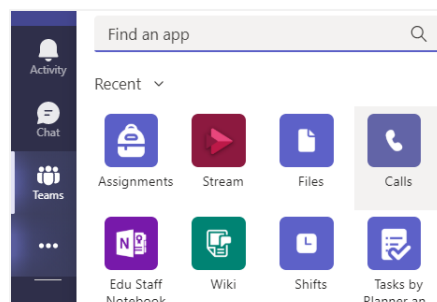 Find an app
Activity
Recent
Chat
Assignments Stream Files Calls
Teams
Edu Staff Wiki Shifts Tasks by
Notebook Planner an